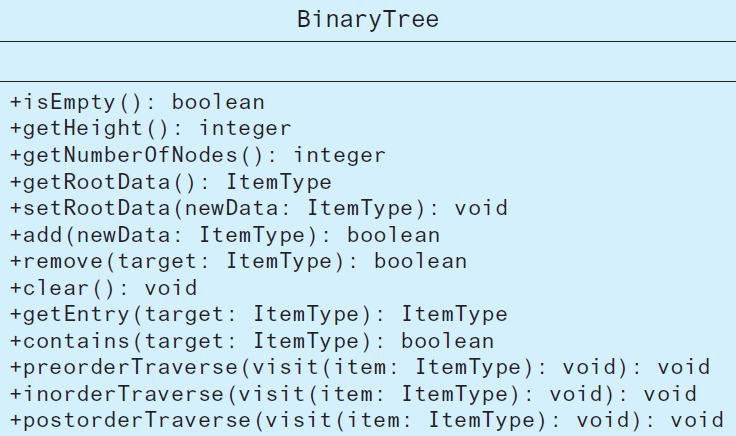 BinaryTree
+isEmpty(): boolean
+getHeight(): integer
+getNumberOfNodes(): integer
+getRootData(): ItemType
+setRootData(newData: ItemType): void
+add(newData: ItemType): boolean
+remove(target: ItemType): boolean
+clear(): void
+getEntry(target: ItemType): ItemType
+contains(target: ItemType): boolean
+preorderTraverse(visit(item: ItemType): void): void
+inorderTraverse(visit(item: ItemType): void): void
+postorderTraverse(visit(item: ItemType): void): void